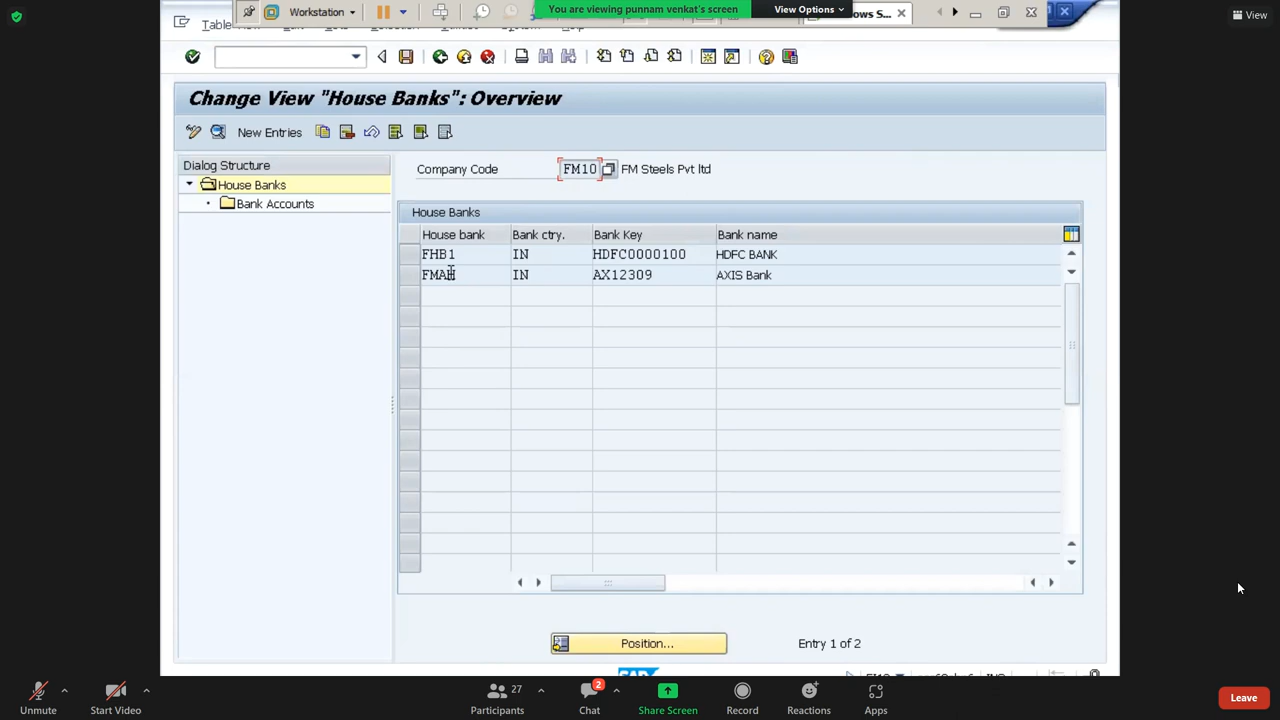 Workstation
You are viewing punnam venkat's screen
View Options
View
Change View "House Banks": Overview
New Entries
Dialog Structure
House Banks
Bank Accounts
Company Code FM10 FM Steels Pvt ltd
House Banks
House bank Bank ctry. Bank Key Bank name
FHB1 IN HDFC0000100 HDFC BANK
IN AX12309 AXIS Bank
Position...
Entry 1 of 2
Unmute
Start Video
27
Participants
2
Chat
Share Screen
Record
Reactions
Apps
Leave